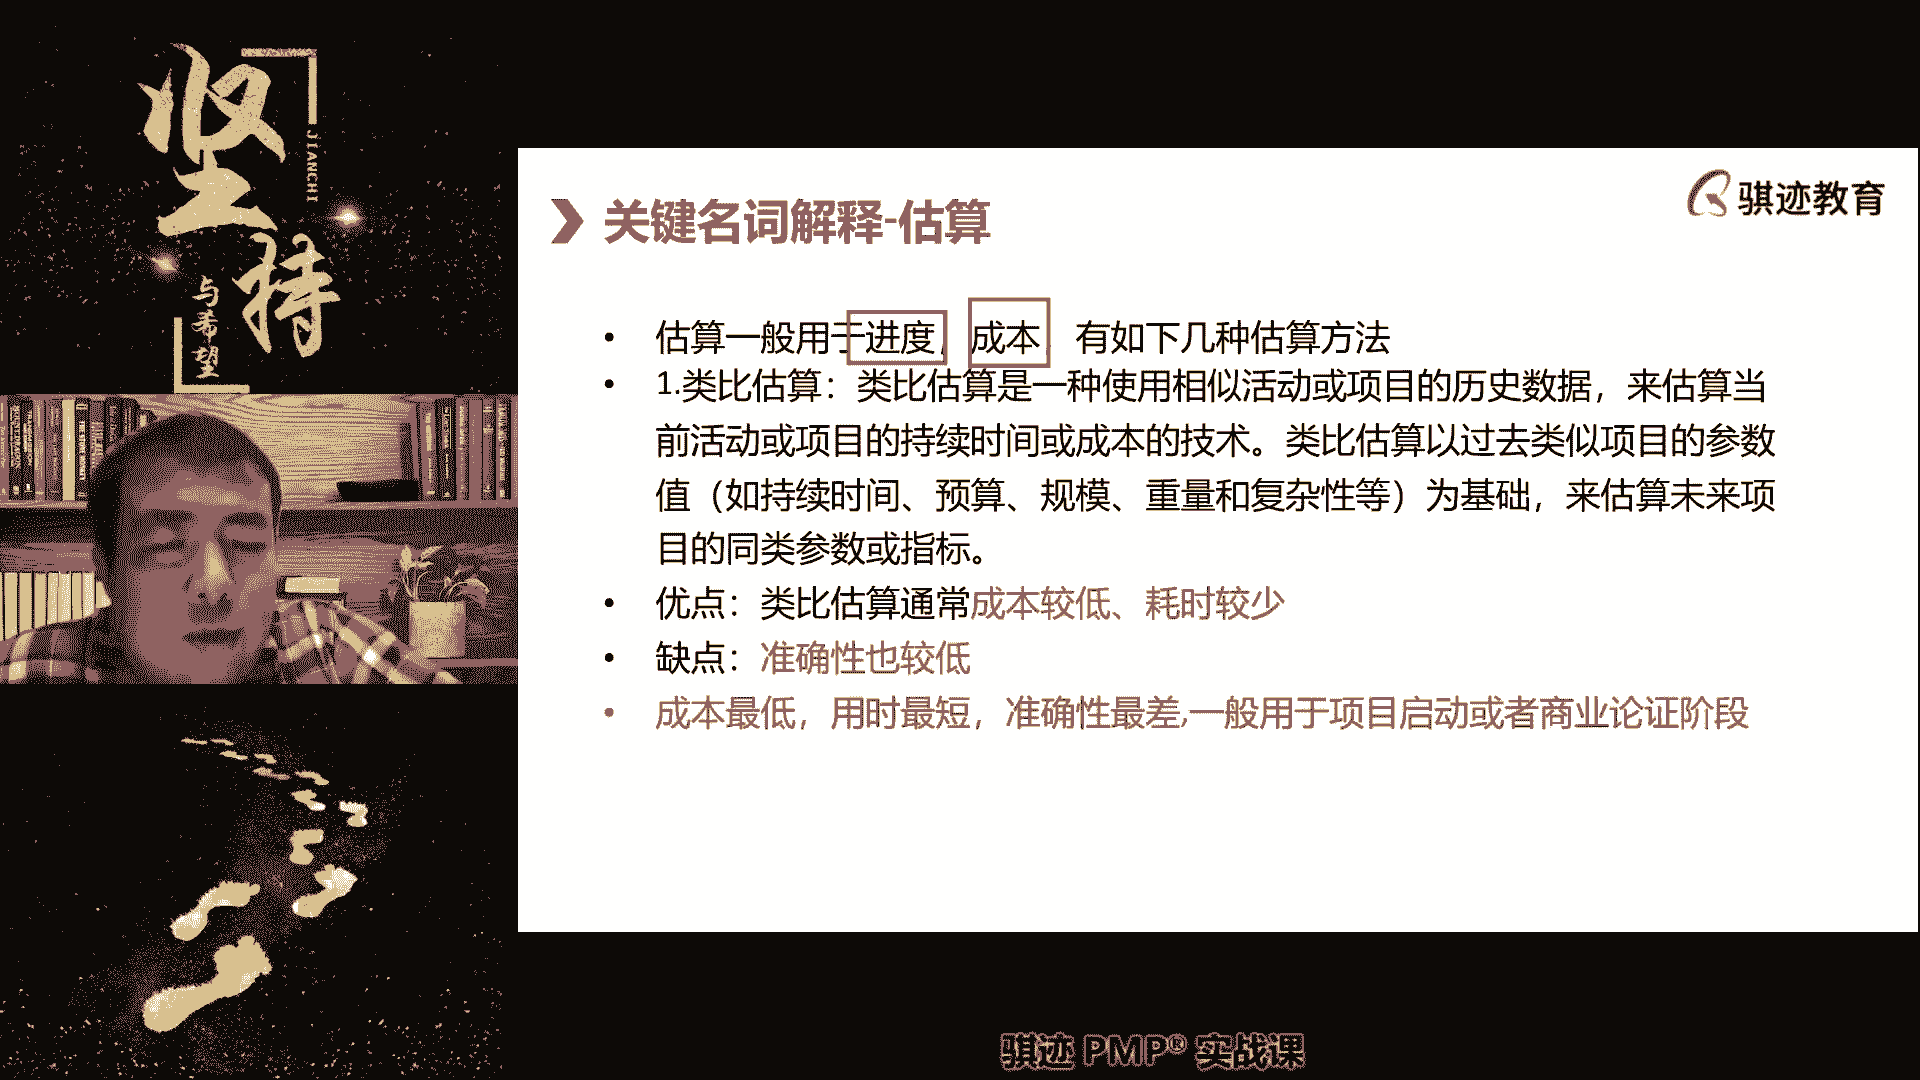 坚持
JIANCHI
与希望
骐迹教育
关键名词解释-估算
估算一般用于进度，成本，有如下几种估算方法
1.类比估算：类比估算是一种使用相似活动或项目的历史数据，来估算当
前活动或项目的持续时间或成本的技术。类比估算以过去类似项目的参数
值（如持续时间、预算、规模、重量和复杂性等）为基础，来估算未来项
目的同类参数或指标。
优点：类比估算通常成本较低、耗时较少
缺点：准确性也较低
成本最低，用时最短，准确性最差,一般用于项目启动或者商业论证阶段
骐迹 PMP® 实战课